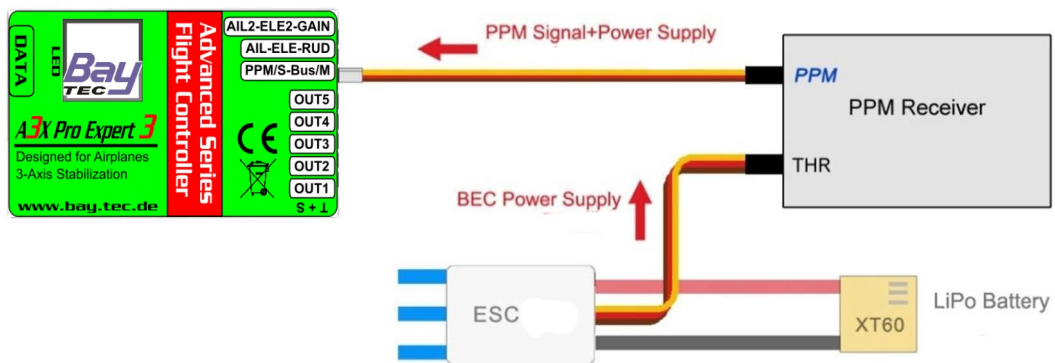 DATA
LED
Bay
TEC
A3X Pro Expert 3
Designed for Airplanes
3-Axis Stabilization
www.bay.tec.de
Advanced Series
Flight Controller
AIL2-ELE2-GAIN
AIL-ELE-RUD
PPM/S-Bus/M
OUT5
OUT4
OUT3
OUT2
OUT1
S + ⊥
CE
PPM Signal+Power Supply
PPM
PPM Receiver
THR
BEC Power Supply
ESC
XT60
LiPo Battery